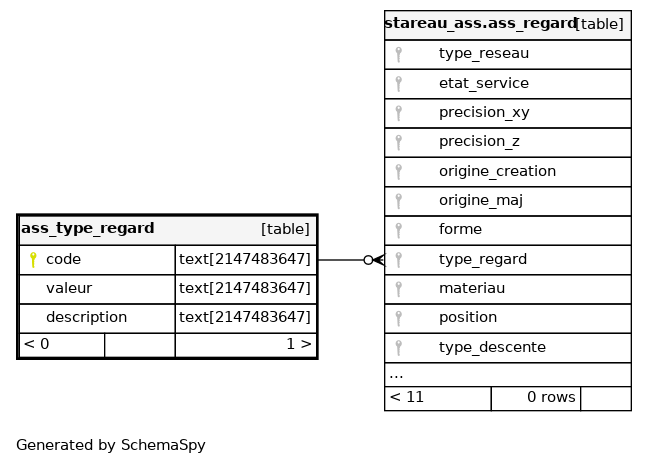 stareau_ass.ass_regard [table]
type_reseau
etat_service
precision_xy
precision_z
origine_creation
origine_maj
forme
type_regard
materiau
position
type_descente
...
< 11 0 rows
ass_type_regard [table]
code text[2147483647]
valeur text[2147483647]
description text[2147483647]
< 0 1 >
Generated by SchemaSpy